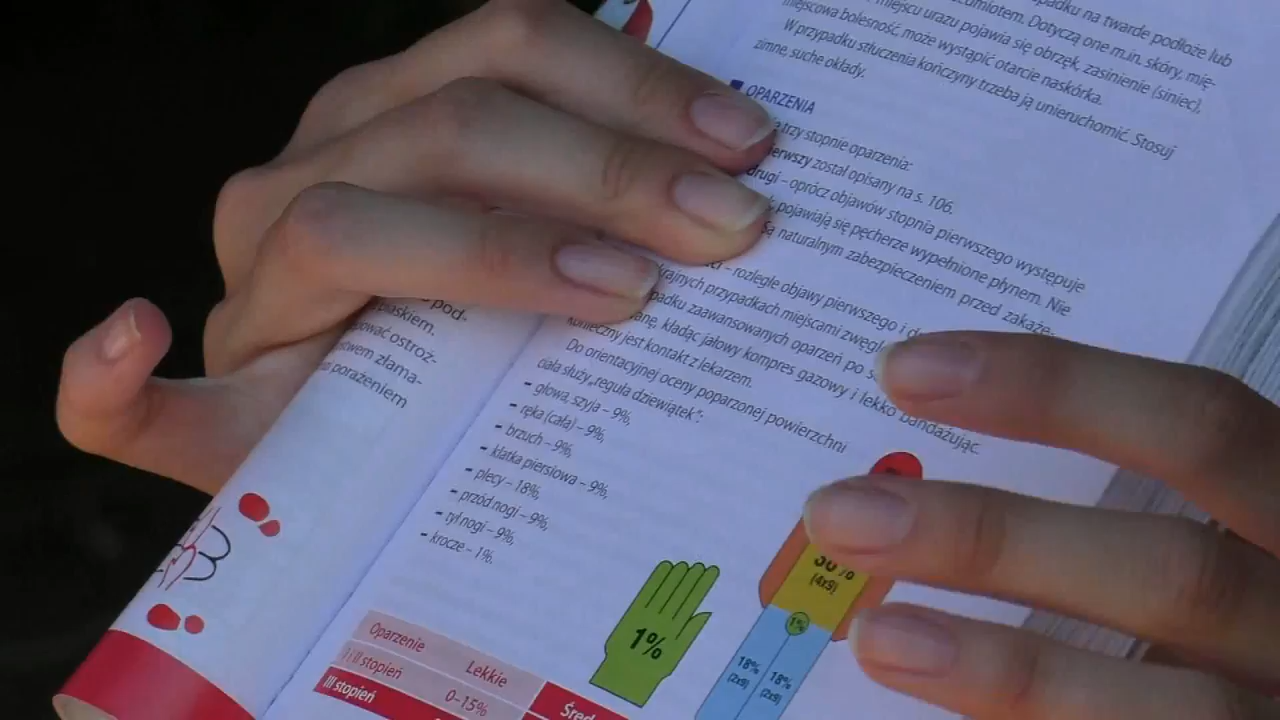 padku na twarde podłoże lub
miejscu urazu pojawia się obrzęk, zasinienie (siniec),
miejscowa bolesność, może wystąpić otarcie naskórka.
W przypadku stłuczenia kończyny trzeba ją unieruchomić. Stosuj
zimne, suche okłady.
OPARZENIA
trzy stopnie oparzenia:
pierwszy został opisany na s. 106.
drugi – oprócz objawów stopnia pierwszego występuje
pojawiają się pęcherze wypełnione płynem. Nie
są naturalnym zabezpieczeniem przed zakaże-
– rozległe objawy pierwszego i
krajnych przypadkach miejscami zwęgl
padku zaawansowanych oparzeń po
kładąc jałowy kompres gazowy i lekko bandażując.
konieczny jest kontakt z lekarzem.
Do orientacyjnej oceny poparzonej powierzchni
ciała służy „reguła dziewiątek":
- głowa, szyja – 9%,
- ręka (cała) – 9%,
- brzuch – 9%,
- klatka piersiowa – 9%,
- plecy – 18%,
- przód nogi – 9%,
- tył nogi – 9%,
- krocze – 1%.
pod-
piaskiem.
ować ostroż-
stwem złama-
porażeniem
1%
(4x9)
1%
18% 18%
(2x9) (2x9)
Oparzenie Lekkie
I i II stopień 0–15%
III stopień
Śred